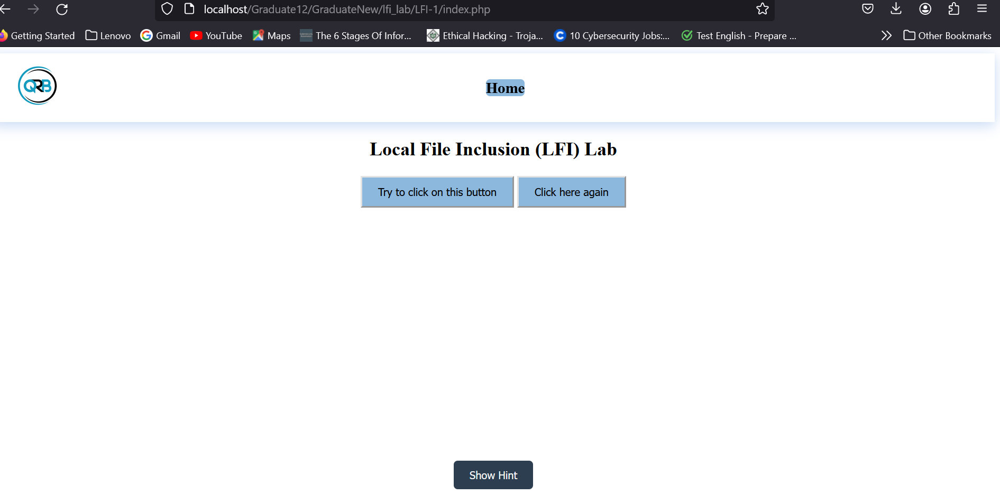 localhost/Graduate12/GraduateNew/lfi_lab/LFI-1/index.php
Getting Started Lenovo Gmail YouTube Maps The 6 Stages Of Infor... Ethical Hacking - Troja... 10 Cybersecurity Jobs:... Test English - Prepare ... Other Bookmarks
QRB
Home
Local File Inclusion (LFI) Lab
Try to click on this button Click here again
Show Hint